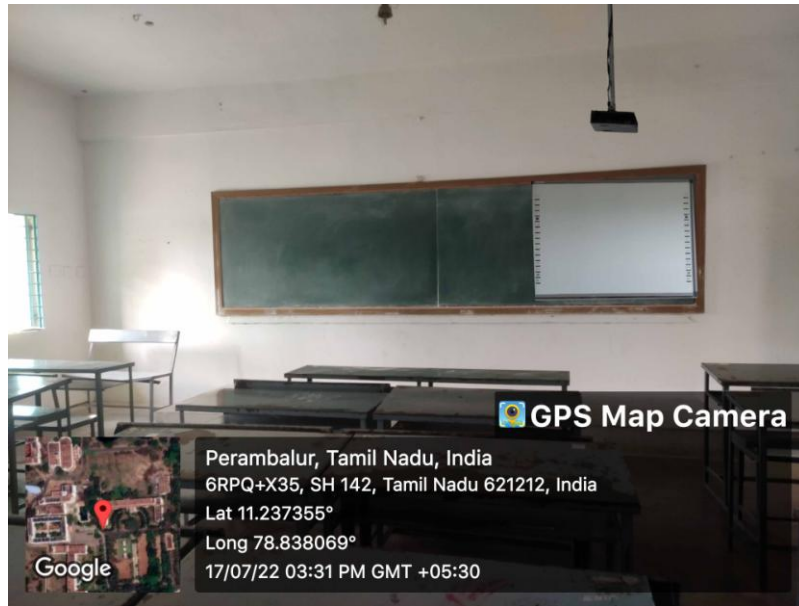 GPS Map Camera
Perambalur, Tamil Nadu, India
6RPQ+X35, SH 142, Tamil Nadu 621212, India
Lat 11.237355°
Long 78.838069°
17/07/22 03:31 PM GMT +05:30
Google